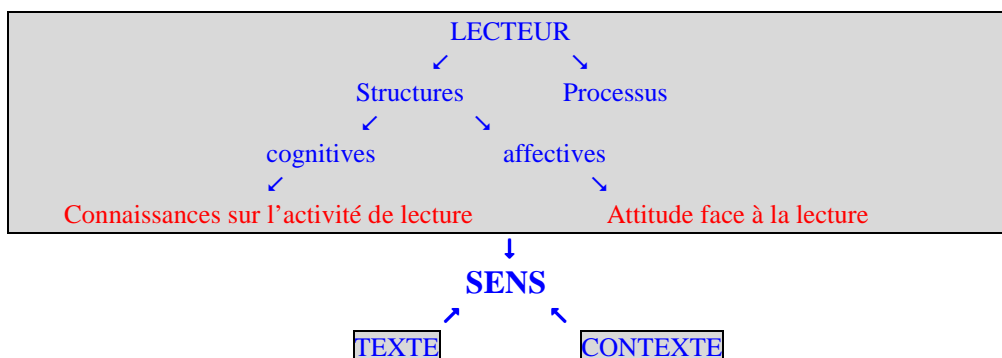 LECTEUR
Structures Processus
cognitives affectives
Connaissances sur l’activité de lecture Attitude face à la lecture
SENS
TEXTE CONTEXTE